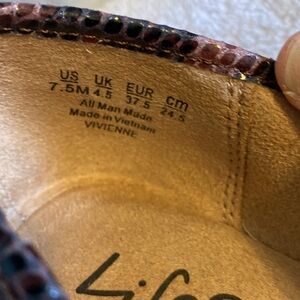 US UK EUR cm
7.5M 4.5 37.5 24.5
All Man Made
Made in Vietnam
VIVIENNE